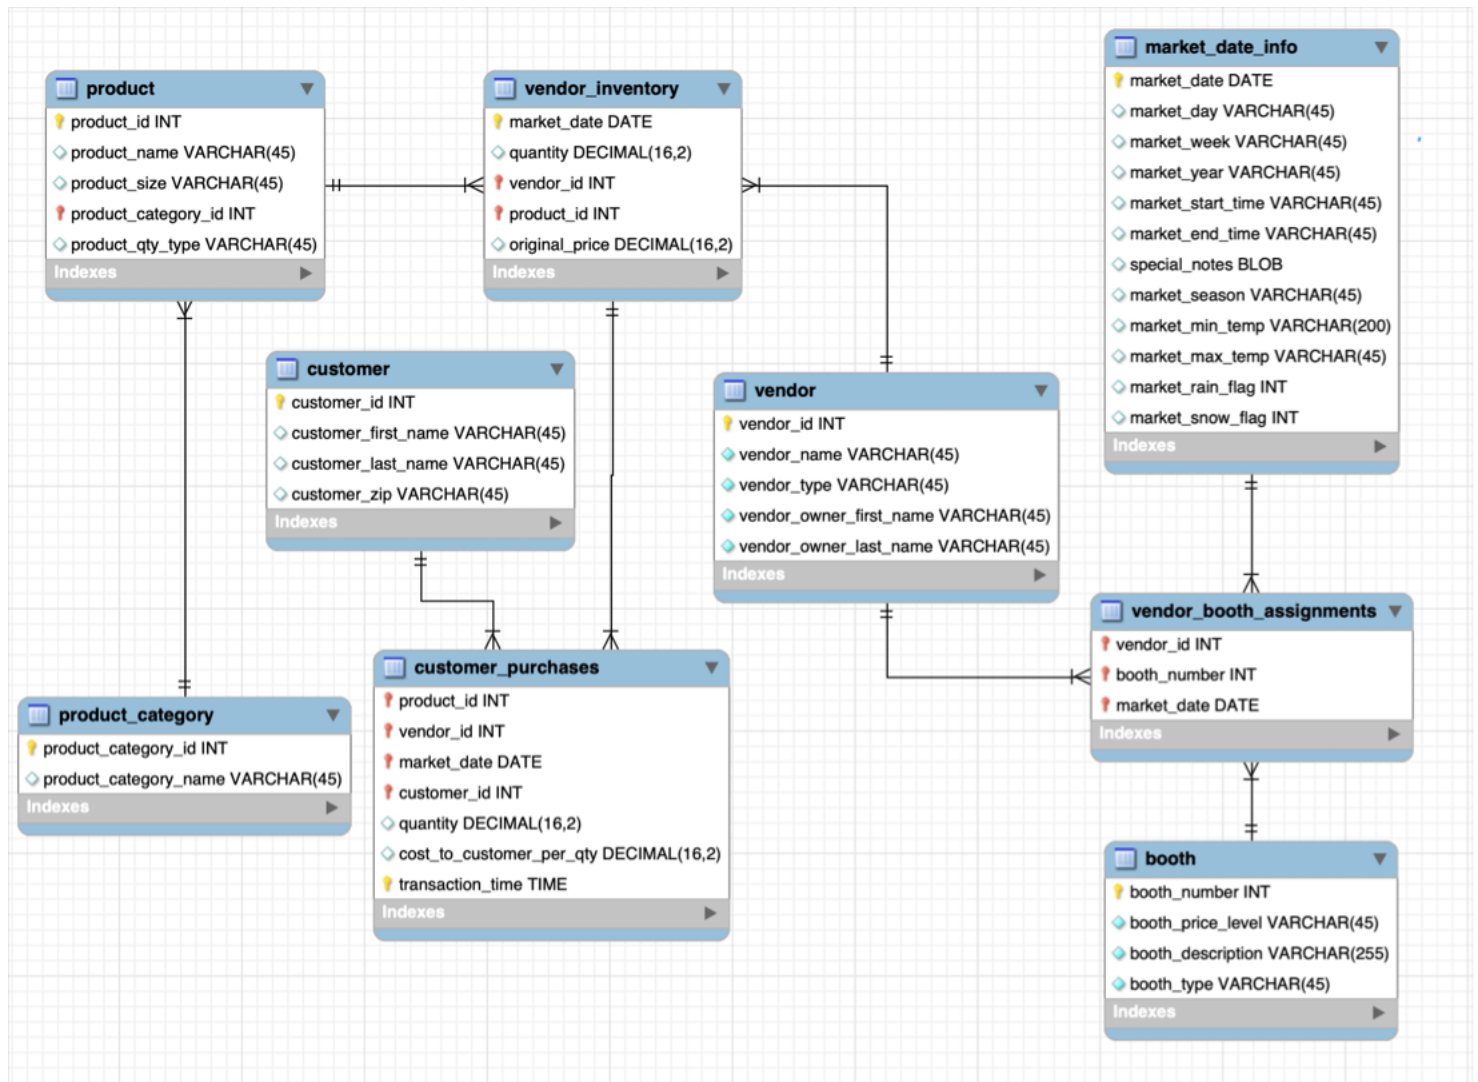 product
product_id INT
product_name VARCHAR(45)
product_size VARCHAR(45)
product_category_id INT
product_qty_type VARCHAR(45)
Indexes
vendor_inventory
market_date DATE
quantity DECIMAL(16,2)
vendor_id INT
product_id INT
original_price DECIMAL(16,2)
Indexes
market_date_info
market_date DATE
market_day VARCHAR(45)
market_week VARCHAR(45)
market_year VARCHAR(45)
market_start_time VARCHAR(45)
market_end_time VARCHAR(45)
special_notes BLOB
market_season VARCHAR(45)
market_min_temp VARCHAR(200)
market_max_temp VARCHAR(45)
market_rain_flag INT
market_snow_flag INT
Indexes
customer
customer_id INT
customer_first_name VARCHAR(45)
customer_last_name VARCHAR(45)
customer_zip VARCHAR(45)
Indexes
vendor
vendor_id INT
vendor_name VARCHAR(45)
vendor_type VARCHAR(45)
vendor_owner_first_name VARCHAR(45)
vendor_owner_last_name VARCHAR(45)
Indexes
product_category
product_category_id INT
product_category_name VARCHAR(45)
Indexes
customer_purchases
product_id INT
vendor_id INT
market_date DATE
customer_id INT
quantity DECIMAL(16,2)
cost_to_customer_per_qty DECIMAL(16,2)
transaction_time TIME
Indexes
vendor_booth_assignments
vendor_id INT
booth_number INT
market_date DATE
Indexes
booth
booth_number INT
booth_price_level VARCHAR(45)
booth_description VARCHAR(255)
booth_type VARCHAR(45)
Indexes